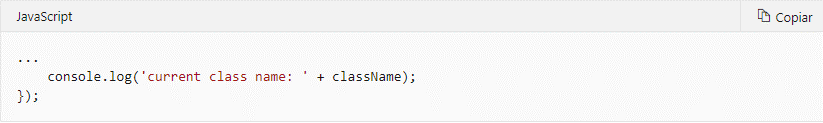 JavaScript Copiar
...
    console.log('current class name: ' + className);
});